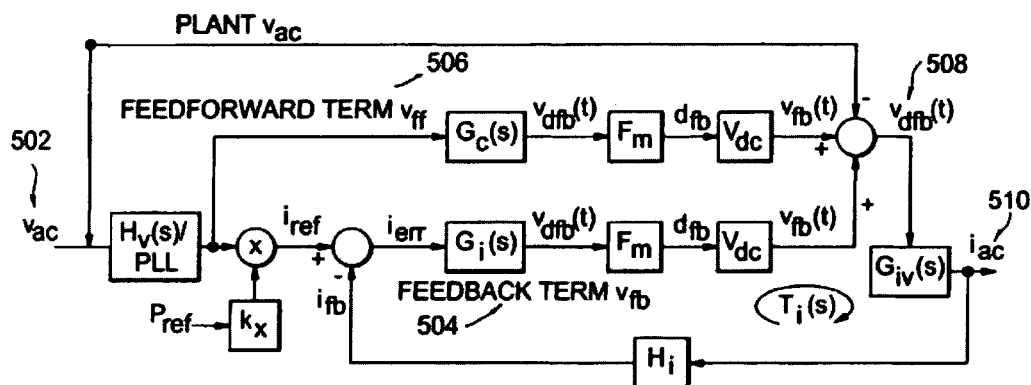 PLANT v_ac
506
508
FEEDFORWARD TERM v_ff
G_c(s)
v_dfb(t)
F_m
d_fb
V_dc
v_fb(t)
-
+
v_dfb(t)
502
v_ac
H_v(s)/
PLL
x
i_ref
+
-
i_err
G_i(s)
v_dfb(t)
F_m
d_fb
V_dc
v_fb(t)
+
510
i_ac
G_iv(s)
i_fb
FEEDBACK TERM v_fb
504
T_i(s)
P_ref
k_x
H_i